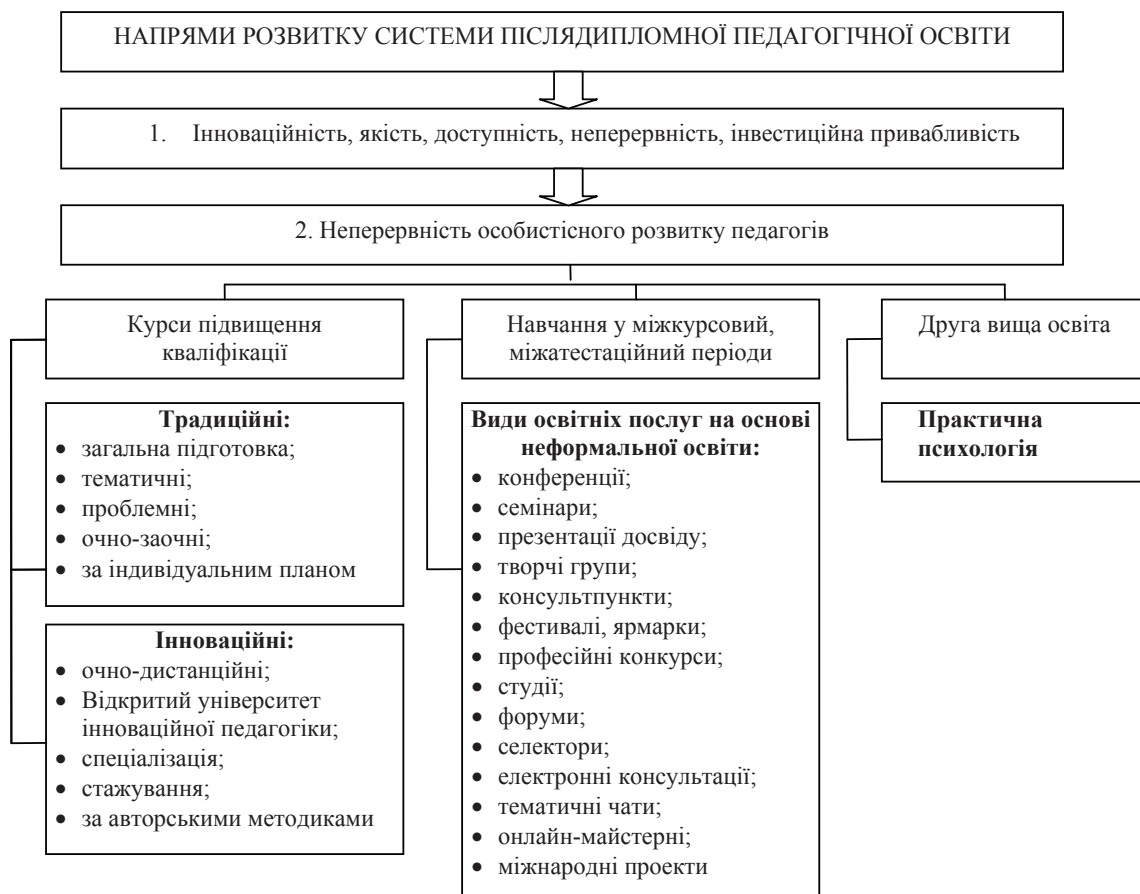 НАПРЯМИ РОЗВИТКУ СИСТЕМИ ПІСЛЯДИПЛОМНОЇ ПЕДАГОГІЧНОЇ ОСВІТИ
1. Інноваційність, якість, доступність, неперервність, інвестиційна привабливість
2. Неперервність особистісного розвитку педагогів
Курси підвищення
кваліфікації
Традиційні:
• загальна підготовка;
• тематичні;
• проблемні;
• очно-заочні;
• за індивідуальним планом
Інноваційні:
• очно-дистанційні;
• Відкритий університет
інноваційної педагогіки;
• спеціалізація;
• стажування;
• за авторськими методиками
Навчання у міжкурсовий,
міжатестаційний періоди
Види освітніх послуг на основі
неформальної освіти:
• конференції;
• семінари;
• презентації досвіду;
• творчі групи;
• консультпункти;
• фестивалі, ярмарки;
• професійні конкурси;
• студії;
• форуми;
• селектори;
• електронні консультації;
• тематичні чати;
• онлайн-майстерні;
• міжнародні проекти
Друга вища освіта
Практична
психологія